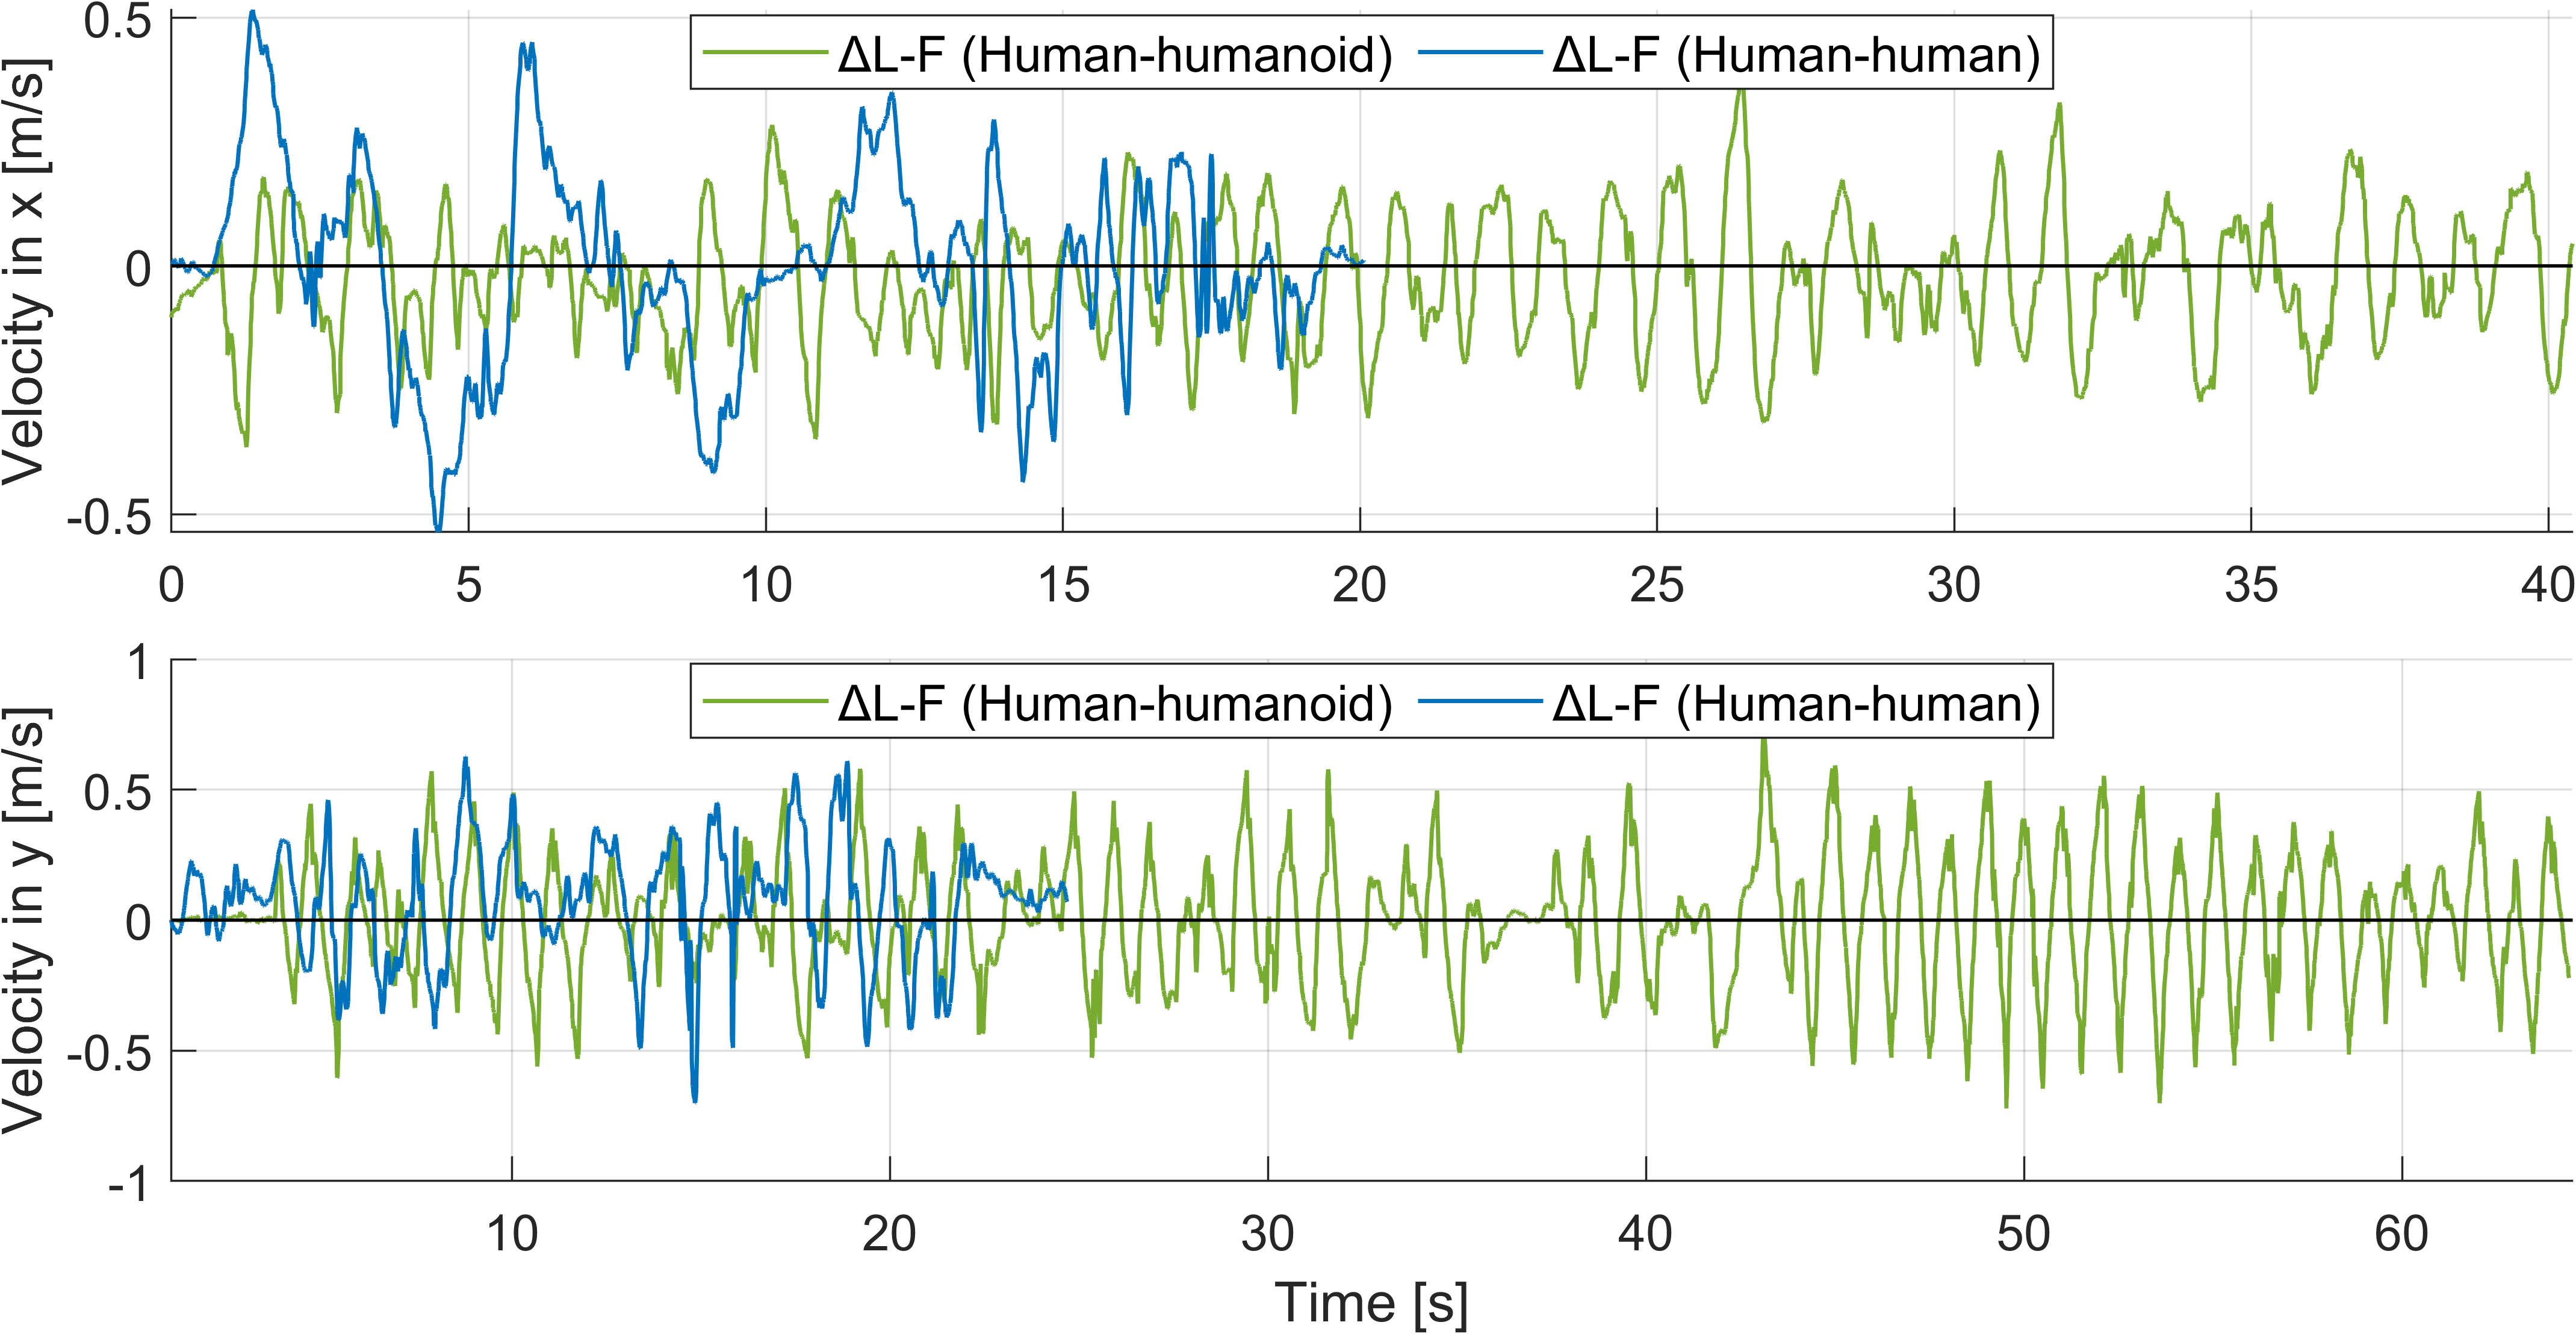 Velocity in x [m/s]
0.5
0
-0.5
ΔL-F (Human-humanoid) ΔL-F (Human-human)
0 5 10 15 20 25 30 35 40
Velocity in y [m/s]
1
0.5
0
-0.5
-1
ΔL-F (Human-humanoid) ΔL-F (Human-human)
10 20 30 40 50 60
Time [s]